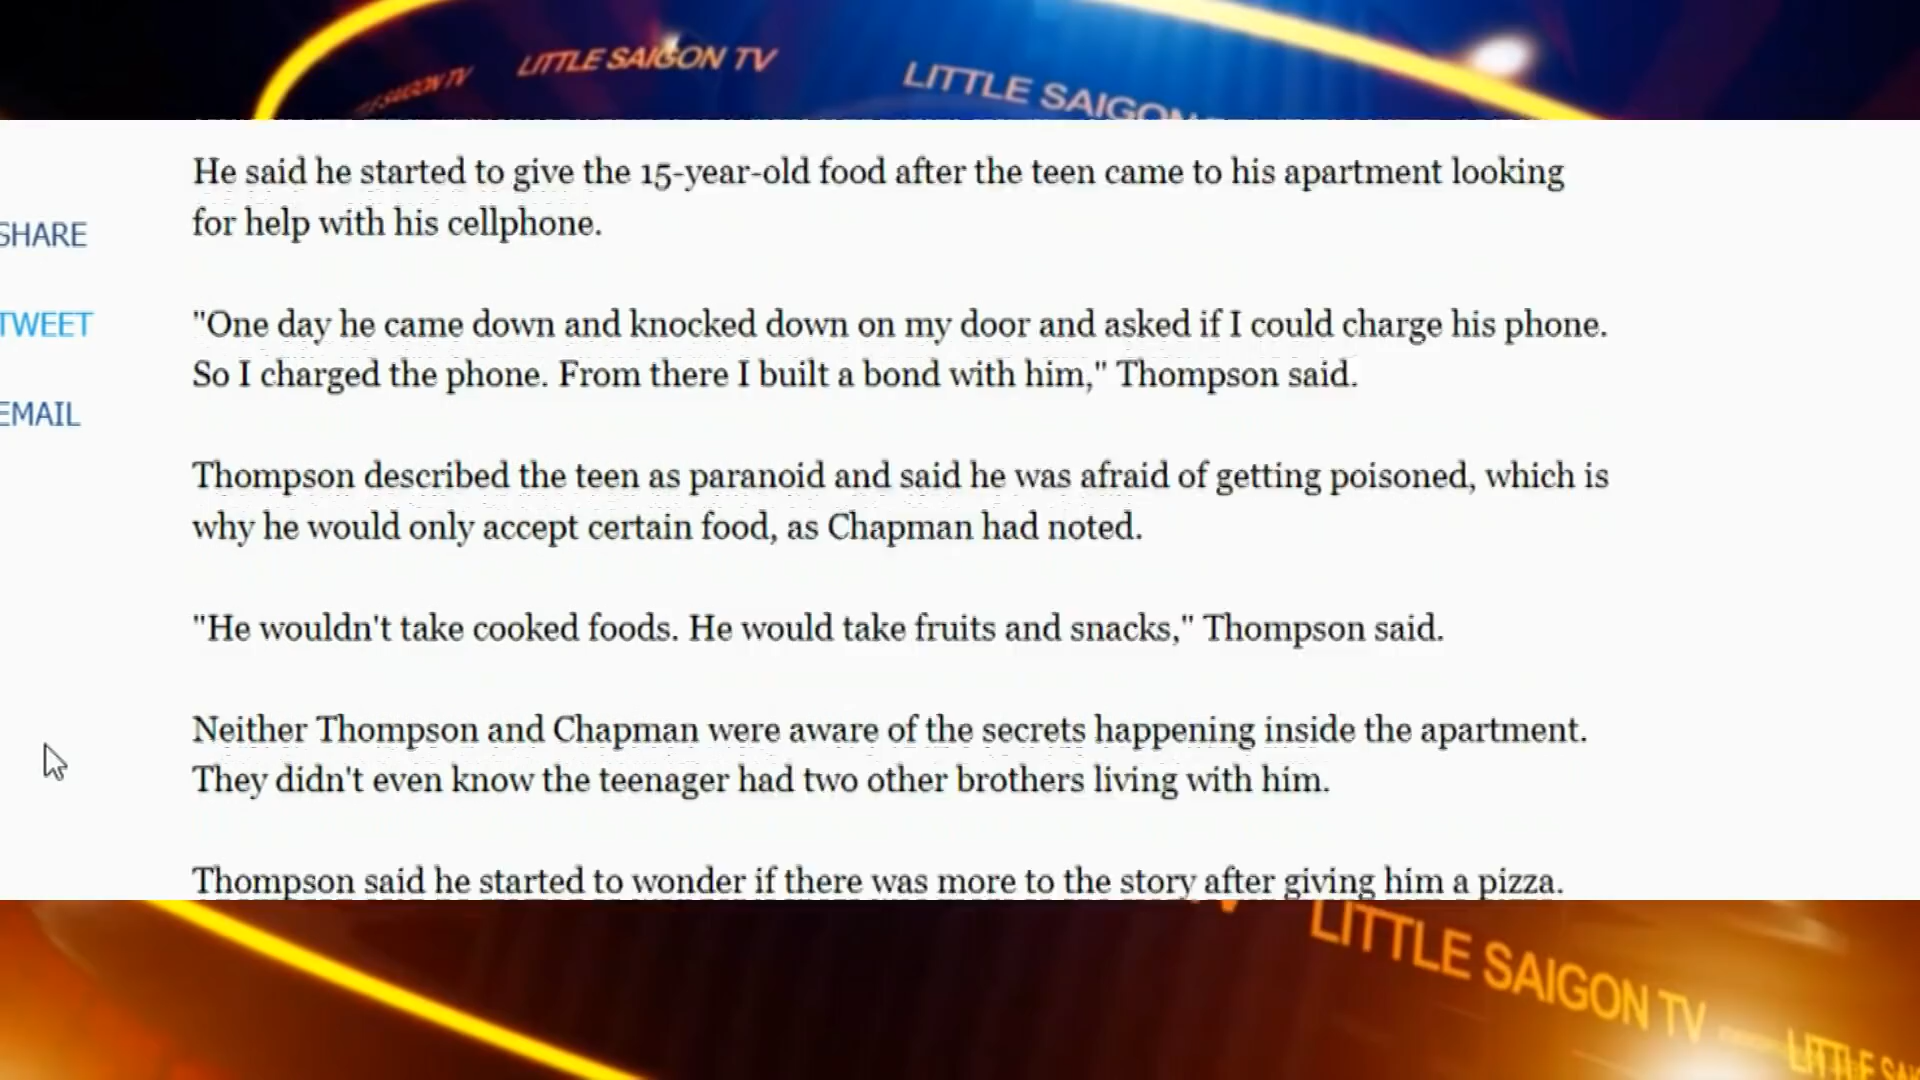 LITTLE SAIGON TV
LITTLE SAIGON
SAIGON TV
He said he started to give the 15-year-old food after the teen came to his apartment looking
for help with his cellphone.
SHARE
"One day he came down and knocked down on my door and asked if I could charge his phone.
TWEET
So I charged the phone. From there I built a bond with him," Thompson said.
EMAIL
Thompson described the teen as paranoid and said he was afraid of getting poisoned, which is
why he would only accept certain food, as Chapman had noted.
"He wouldn't take cooked foods. He would take fruits and snacks," Thompson said.
Neither Thompson and Chapman were aware of the secrets happening inside the apartment.
They didn't even know the teenager had two other brothers living with him.
Thompson said he started to wonder if there was more to the story after giving him a pizza.
LITTLE SAIGON TV
LITTLE SAI